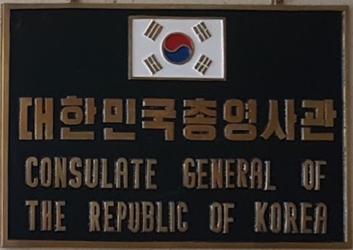 대한민국총영사관
CONSULATE GENERAL OF
THE REPUBLIC OF KOREA